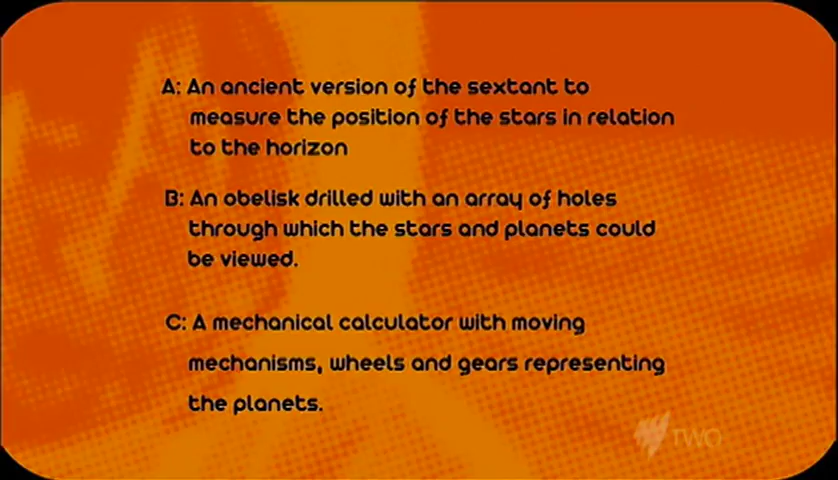 A: An ancient version of the sextant to
measure the position of the stars in relation
to the horizon
B: An obelisk drilled with an array of holes
through which the stars and planets could
be viewed.
C: A mechanical calculator with moving
mechanisms, wheels and gears representing
the planets.
TWO